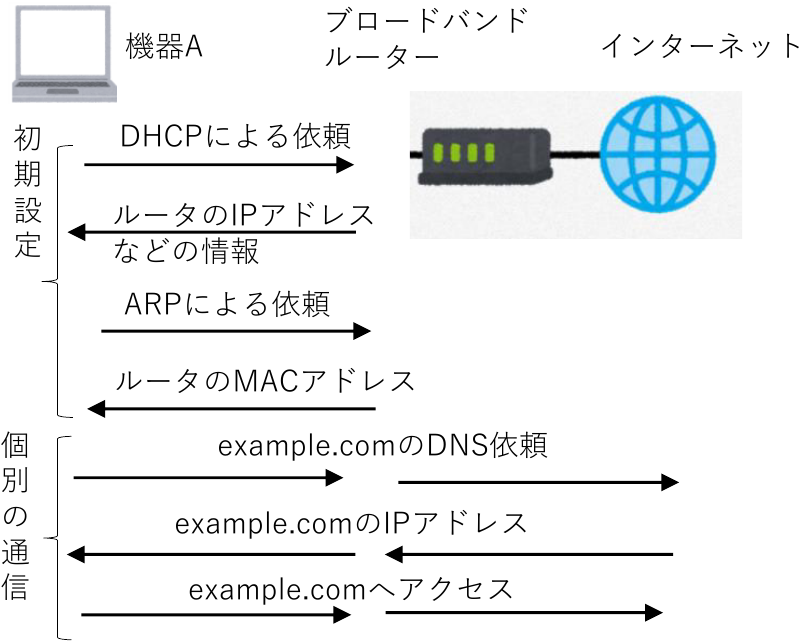 機器A
ブロードバンド
ルーター
インターネット
初期設定
DHCPによる依頼
ルータのIPアドレス
などの情報
ARPによる依頼
ルータのMACアドレス
個別の通信
example.comのDNS依頼
example.comのIPアドレス
example.comへアクセス